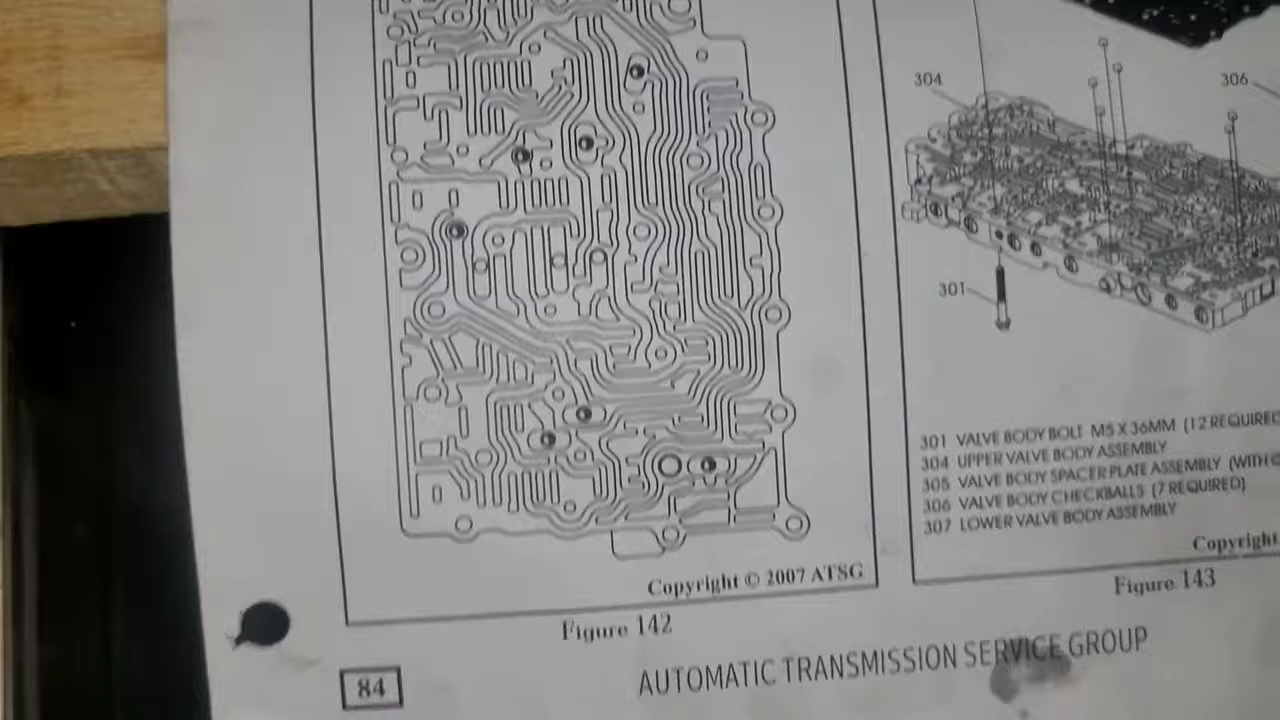 304
306
301
301 VALVE BODY BOLT M5 X 36MM (12 REQUIRED
304 UPPER VALVE BODY ASSEMBLY
305 VALVE BODY SPACER PLATE ASSEMBLY (WITH
306 VALVE BODY CHECKBALLS (7 REQUIRED)
307 LOWER VALVE BODY ASSEMBLY
Copyright
Copyright © 2007 ATSG
Figure 142
Figure 143
84
AUTOMATIC TRANSMISSION SERVICE GROUP